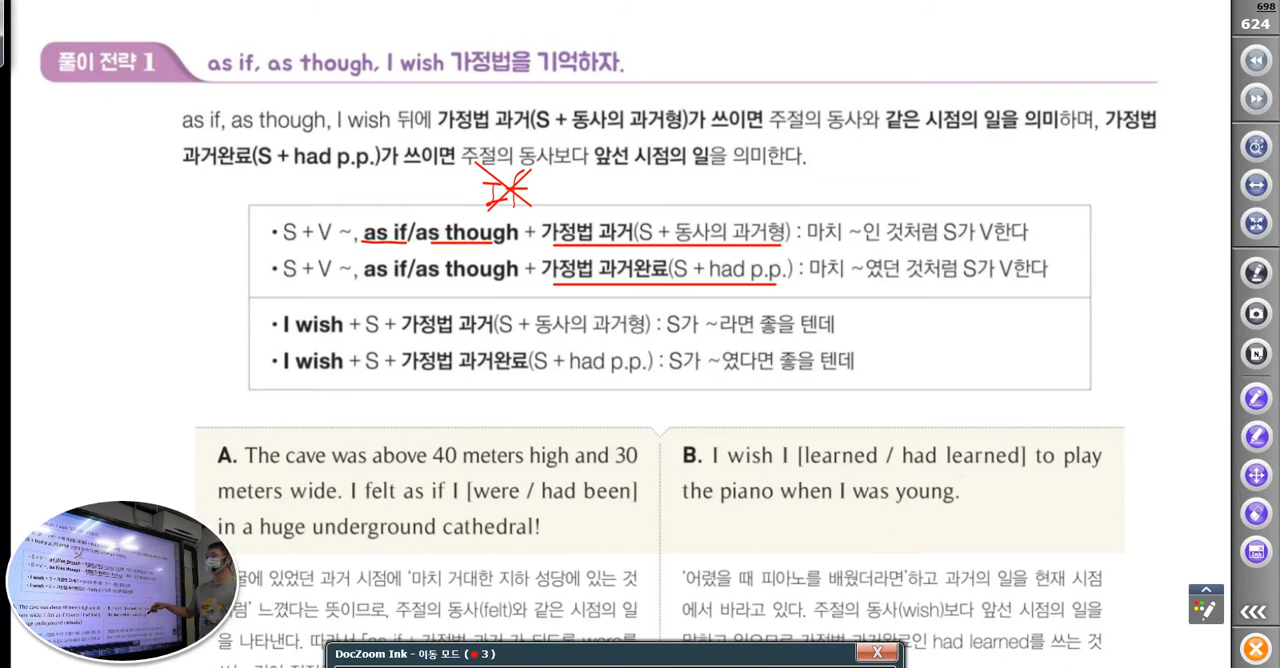 698
624
풀이 전략 1 as if, as though, I wish 가정법을 기억하자.
as if, as though, I wish 뒤에 가정법 과거(S + 동사의 과거형)가 쓰이면 주절의 동사와 같은 시점의 일을 의미하며, 가정법
과거완료(S + had p.p.)가 쓰이면 주절의 동사보다 앞선 시점의 일을 의미한다.
• S + V ~, as if/as though + 가정법 과거(S + 동사의 과거형) : 마치 ~인 것처럼 S가 V한다
• S + V ~, as if/as though + 가정법 과거완료(S + had p.p.) : 마치 ~였던 것처럼 S가 V한다
• I wish + S + 가정법 과거(S + 동사의 과거형) : S가 ~라면 좋을 텐데
• I wish + S + 가정법 과거완료(S + had p.p.) : S가 ~였다면 좋을 텐데
A. The cave was above 40 meters high and 30
meters wide. I felt as if I [were / had been]
in a huge underground cathedral!
B. I wish I [learned / had learned] to play
the piano when I was young.
에 있었던 과거 시점에 ‘마치 거대한 지하 성당에 있는 것
느꼈다는 뜻이므로, 주절의 동사(felt)와 같은 시점의 일
을 나타낸다.
‘어렸을 때 피아노를 배웠더라면’하고 과거의 일을 현재 시점
에서 바라고 있다. 주절의 동사(wish)보다 앞선 시점의 일을
had learned를 쓰는 것
DocZoom Ink - 이동 모드 ( 3 )